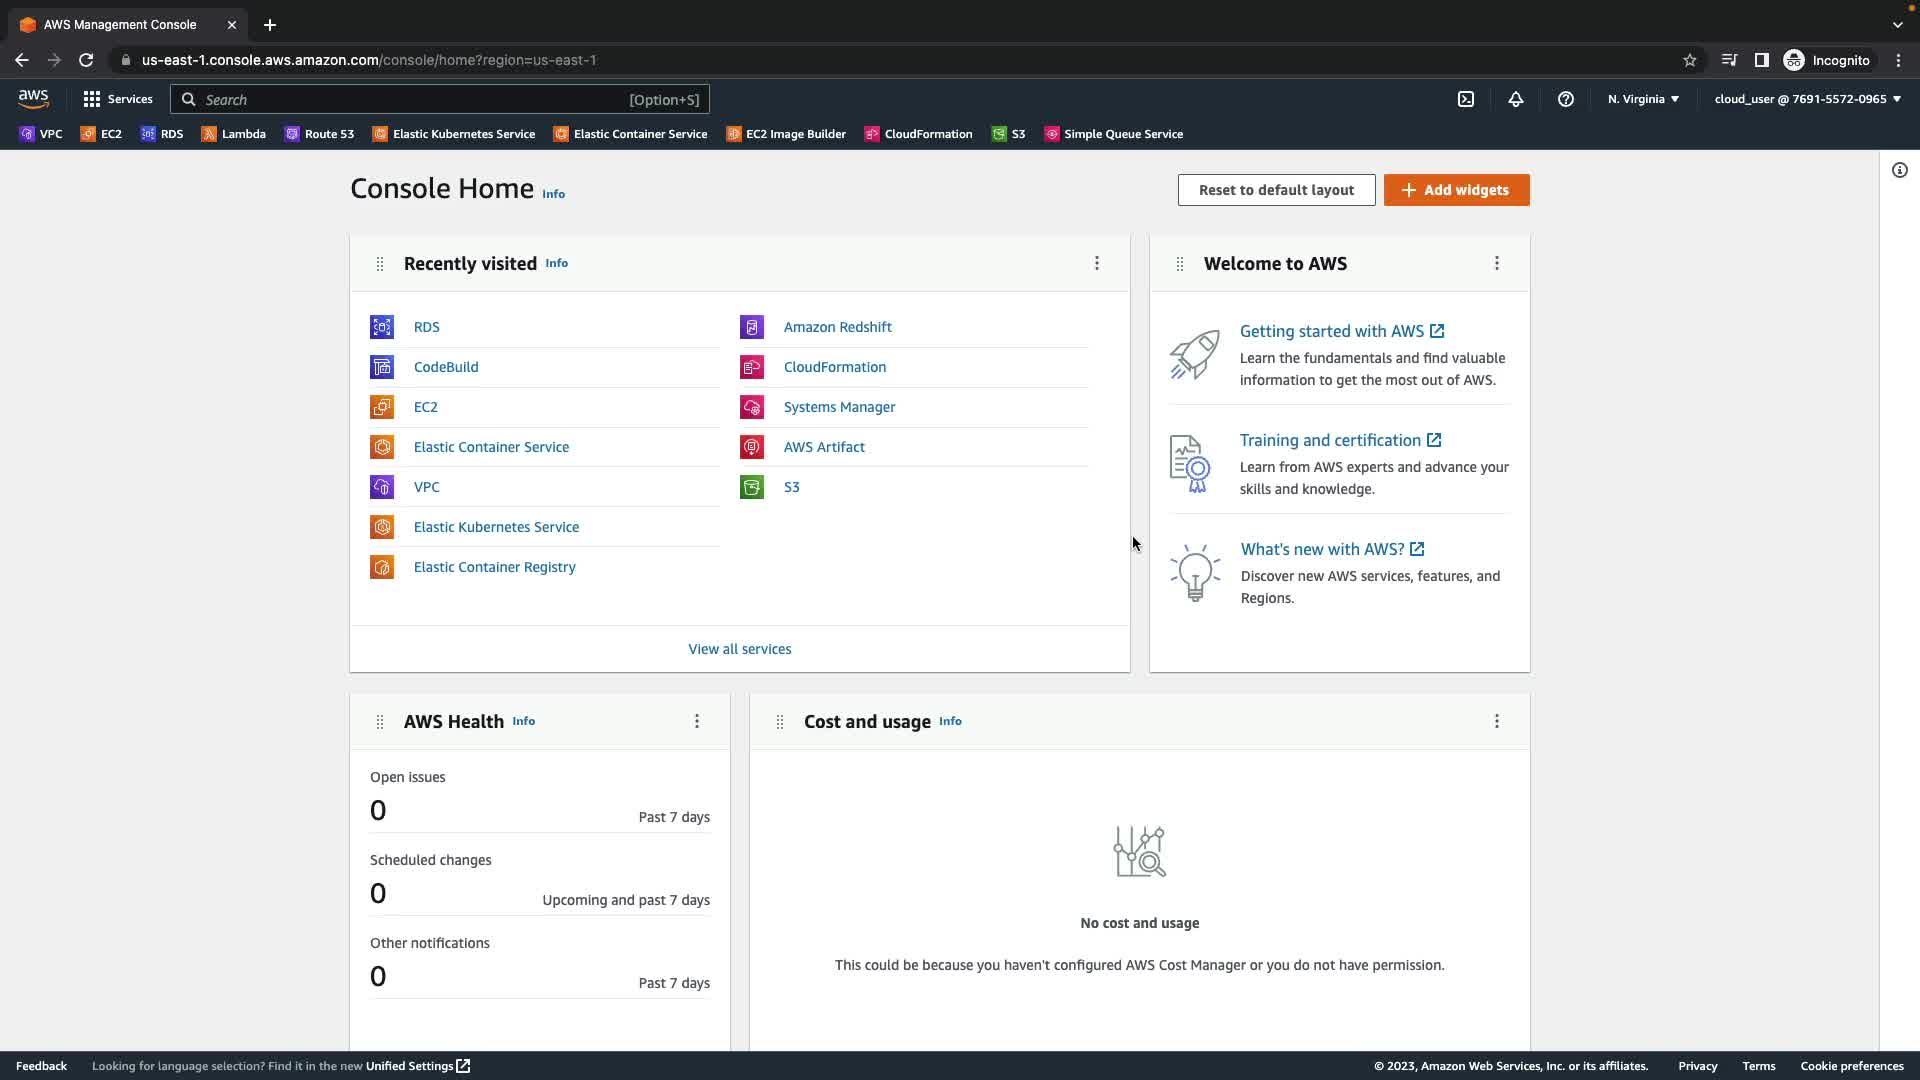 AWS Management Console
us-east-1.console.aws.amazon.com/console/home?region=us-east-1
Incognito
aws
Services
Search
[Option+S]
N. Virginia
cloud_user @ 7691-5572-0965
VPC
EC2
RDS
Lambda
Route 53
Elastic Kubernetes Service
Elastic Container Service
EC2 Image Builder
CloudFormation
S3
Simple Queue Service
Console Home Info
Reset to default layout
Add widgets
Recently visited Info
RDS
CodeBuild
EC2
Elastic Container Service
VPC
Elastic Kubernetes Service
Elastic Container Registry
Amazon Redshift
CloudFormation
Systems Manager
AWS Artifact
S3
View all services
Welcome to AWS
Getting started with AWS
Learn the fundamentals and find valuable
information to get the most out of AWS.
Training and certification
Learn from AWS experts and advance your
skills and knowledge.
What's new with AWS?
Discover new AWS services, features, and
Regions.
AWS Health Info
Open issues
0
Past 7 days
Scheduled changes
0
Upcoming and past 7 days
Other notifications
0
Past 7 days
Cost and usage Info
No cost and usage
This could be because you haven't configured AWS Cost Manager or you do not have permission.
Feedback
Looking for language selection? Find it in the new Unified Settings
© 2023, Amazon Web Services, Inc. or its affiliates.
Privacy
Terms
Cookie preferences